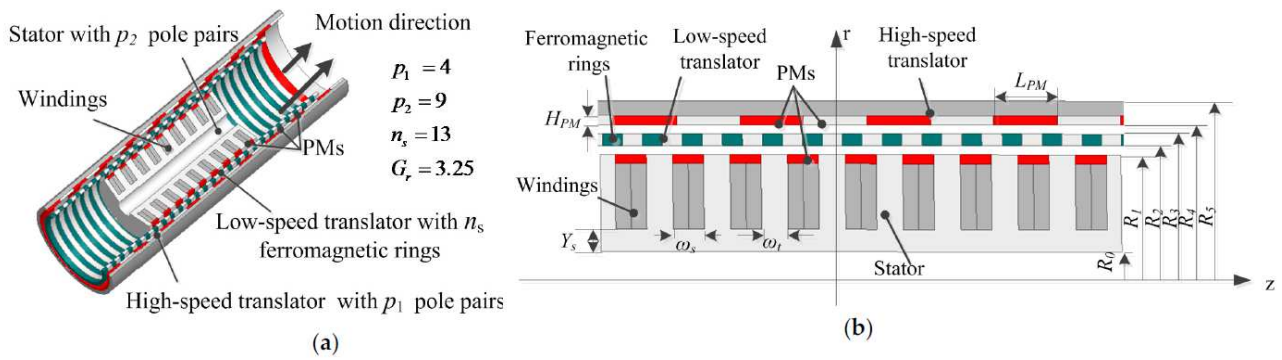 Stator with p₂ pole pairs
Motion direction
Windings
p₁ = 4
p₂ = 9
nₛ = 13
Gᵣ = 3.25
PMs
Low-speed translator with nₛ
ferromagnetic rings
High-speed translator with p₁ pole pairs
(a)
Ferromagnetic
rings
Low-speed
translator
PMs
r
High-speed
translator
L_PM
H_PM
Windings
Yₛ
ωₛ
ωₜ
Stator
R₀
R₁
R₂
R₃
R₄
R₅
z
(b)